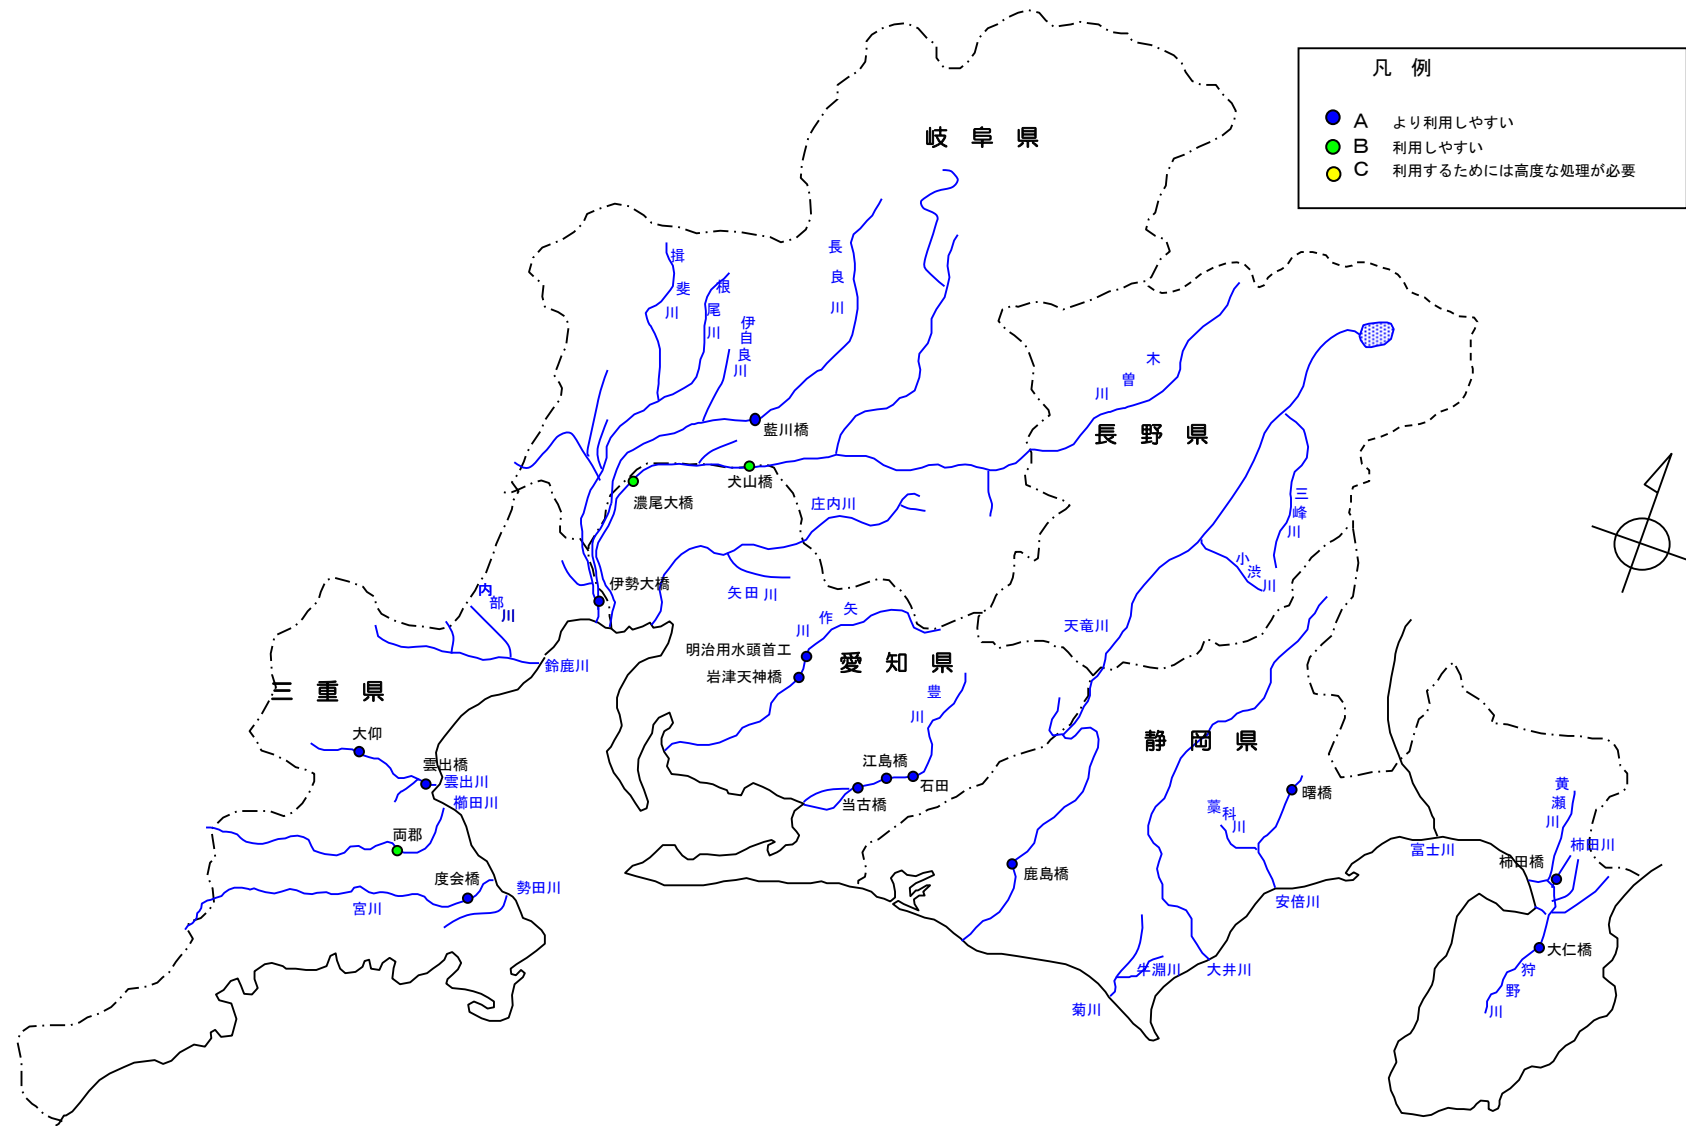 凡 例
A より利用しやすい
B 利用しやすい
C 利用するためには高度な処理が必要
岐 阜 県
揖斐川
根尾川
伊自良川
長良川
藍川橋
木曽川
長 野 県
犬山橋
濃尾大橋
庄内川
三峰川
小渋川
伊勢大橋
矢田川
内部川
矢作川
天竜川
明治用水頭首工
岩津天神橋
愛 知 県
鈴鹿川
三 重 県
豊川
大仰
静 岡 県
雲出橋
雲出川
江島橋
石田
当古橋
櫛田川
曙橋
藁科川
黄瀬川
両郡
富士川
柿田川
柿田橋
度会橋
鹿島橋
勢田川
宮川
安倍川
大仁橋
牛淵川
大井川
狩野川
菊川